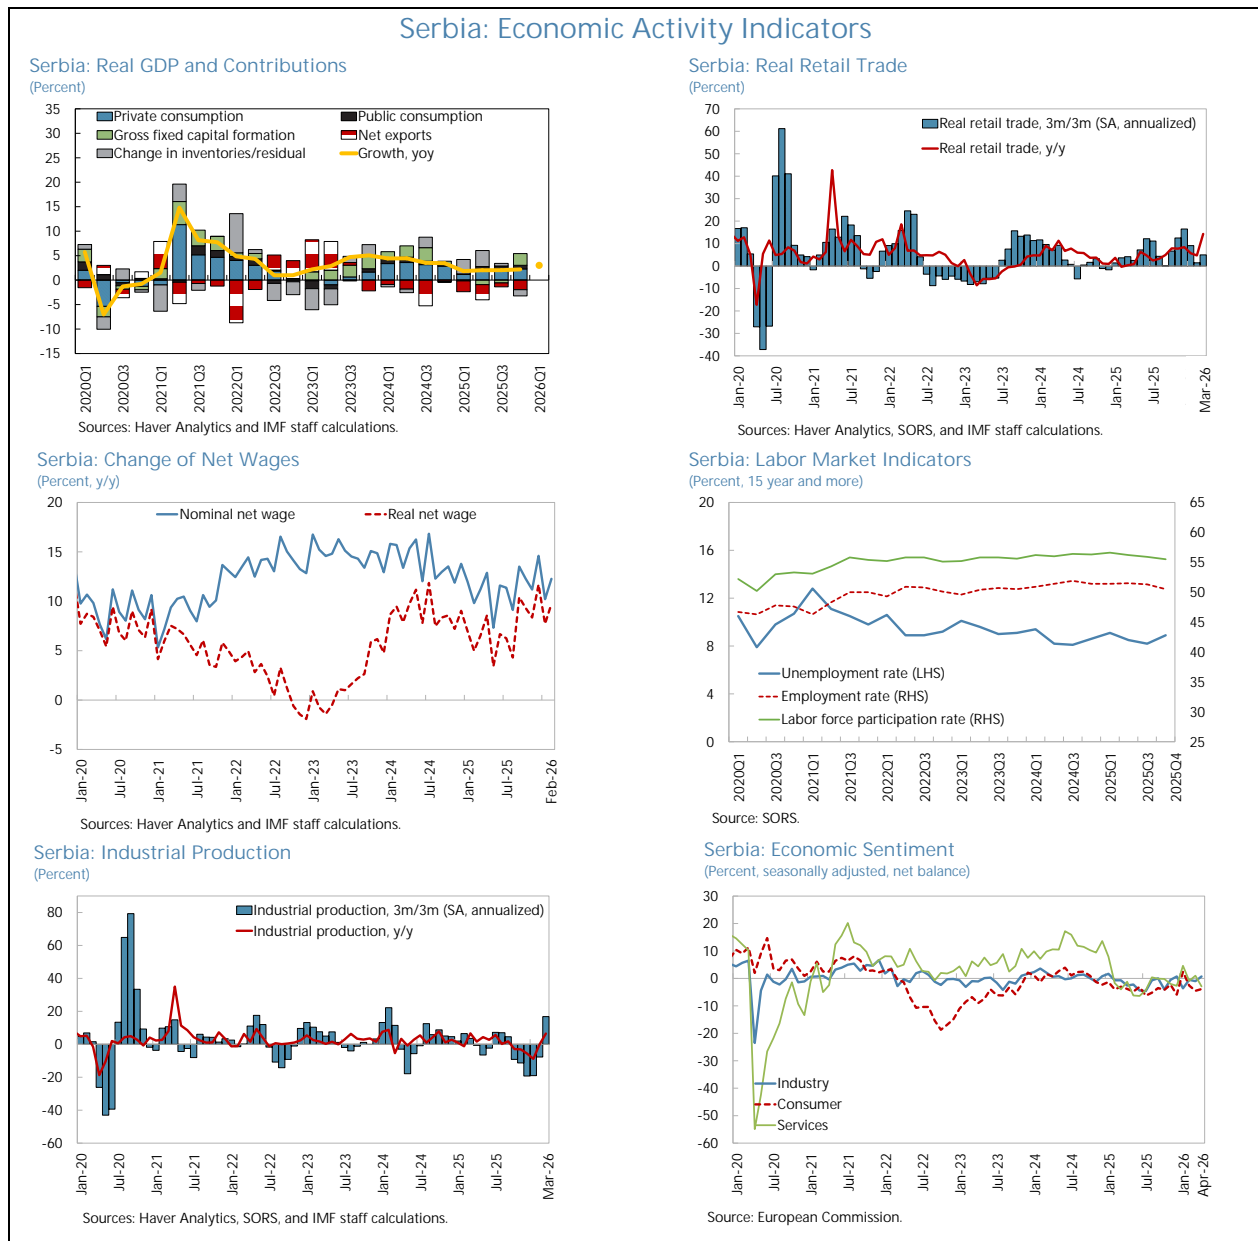 Serbia: Economic Activity Indicators
Serbia: Real GDP and Contributions
(Percent)
35
30
25
20
15
10
5
0
-5
-10
-15
Private consumption
Public consumption
Gross fixed capital formation
Net exports
Change in inventories/residual
Growth, yoy
2020Q1
2020Q3
2021Q1
2021Q3
2022Q1
2022Q3
2023Q1
2023Q3
2024Q1
2024Q3
2025Q1
2025Q3
2026Q1
Sources: Haver Analytics and IMF staff calculations.
Serbia: Real Retail Trade
(Percent)
70
60
50
40
30
20
10
0
-10
-20
-30
-40
Real retail trade, 3m/3m (SA, annualized)
Real retail trade, y/y
Jan-20
Jul-20
Jan-21
Jul-21
Jan-22
Jul-22
Jan-23
Jul-23
Jan-24
Jul-24
Jan-25
Jul-25
Mar-26
Sources: Haver Analytics, SORS, and IMF staff calculations.
Serbia: Change of Net Wages
(Percent, y/y)
20
15
10
5
0
-5
Nominal net wage
Real net wage
Jan-20
Jul-20
Jan-21
Jul-21
Jan-22
Jul-22
Jan-23
Jul-23
Jan-24
Jul-24
Jan-25
Jul-25
Feb-26
Sources: Haver Analytics and IMF staff calculations.
Serbia: Labor Market Indicators
(Percent, 15 year and more)
20
16
12
8
4
0
65
60
55
50
45
40
35
30
25
Unemployment rate (LHS)
Employment rate (RHS)
Labor force participation rate (RHS)
2020Q1
2020Q3
2021Q1
2021Q3
2022Q1
2022Q3
2023Q1
2023Q3
2024Q1
2024Q3
2025Q1
2025Q3
2025Q4
Source: SORS.
Serbia: Industrial Production
(Percent)
80
60
40
20
0
-20
-40
-60
Industrial production, 3m/3m (SA, annualized)
Industrial production, y/y
Jan-20
Jul-20
Jan-21
Jul-21
Jan-22
Jul-22
Jan-23
Jul-23
Jan-24
Jul-24
Jan-25
Jul-25
Mar-26
Sources: Haver Analytics, SORS, and IMF staff calculations.
Serbia: Economic Sentiment
(Percent, seasonally adjusted, net balance)
30
20
10
0
-10
-20
-30
-40
-50
-60
Industry
Consumer
Services
Jan-20
Jul-20
Jan-21
Jul-21
Jan-22
Jul-22
Jan-23
Jul-23
Jan-24
Jul-24
Jan-25
Jul-25
Jan-26
Apr-26
Source: European Commission.